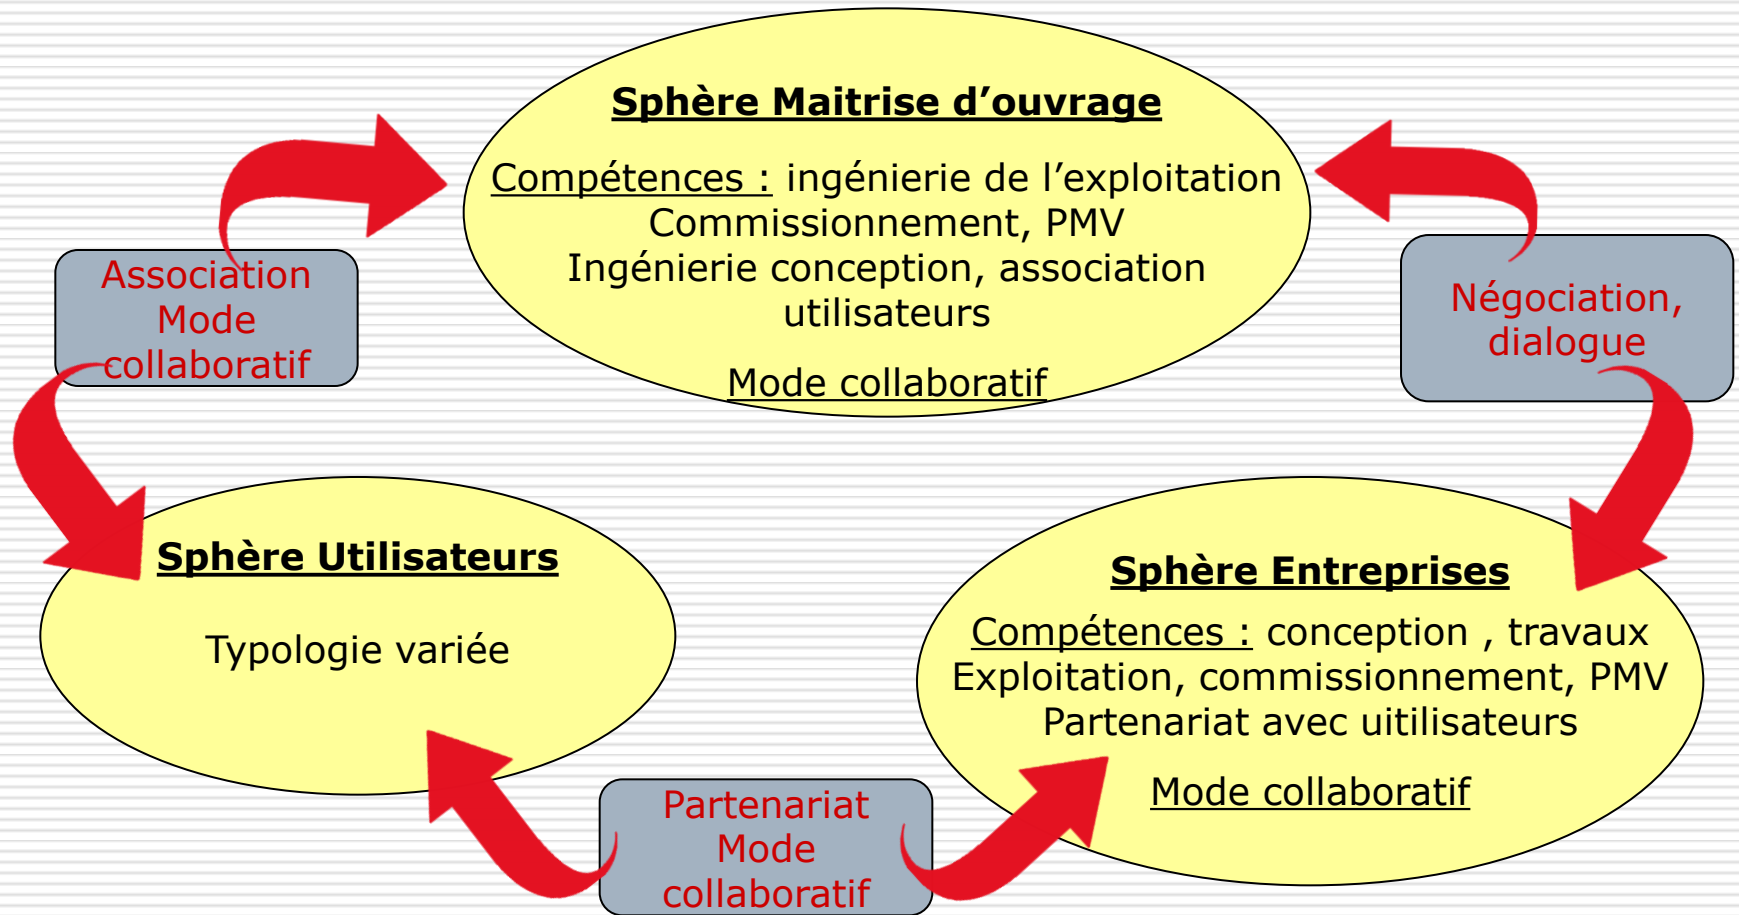 Sphère Maitrise d’ouvrage
Compétences : ingénierie de l’exploitation
Commissionnement, PMV
Ingénierie conception, association
utilisateurs
Mode collaboratif
Association
Mode
collaboratif
Négociation,
dialogue
Sphère Utilisateurs
Typologie variée
Sphère Entreprises
Compétences : conception , travaux
Exploitation, commissionnement, PMV
Partenariat avec uitilisateurs
Mode collaboratif
Partenariat
Mode
collaboratif